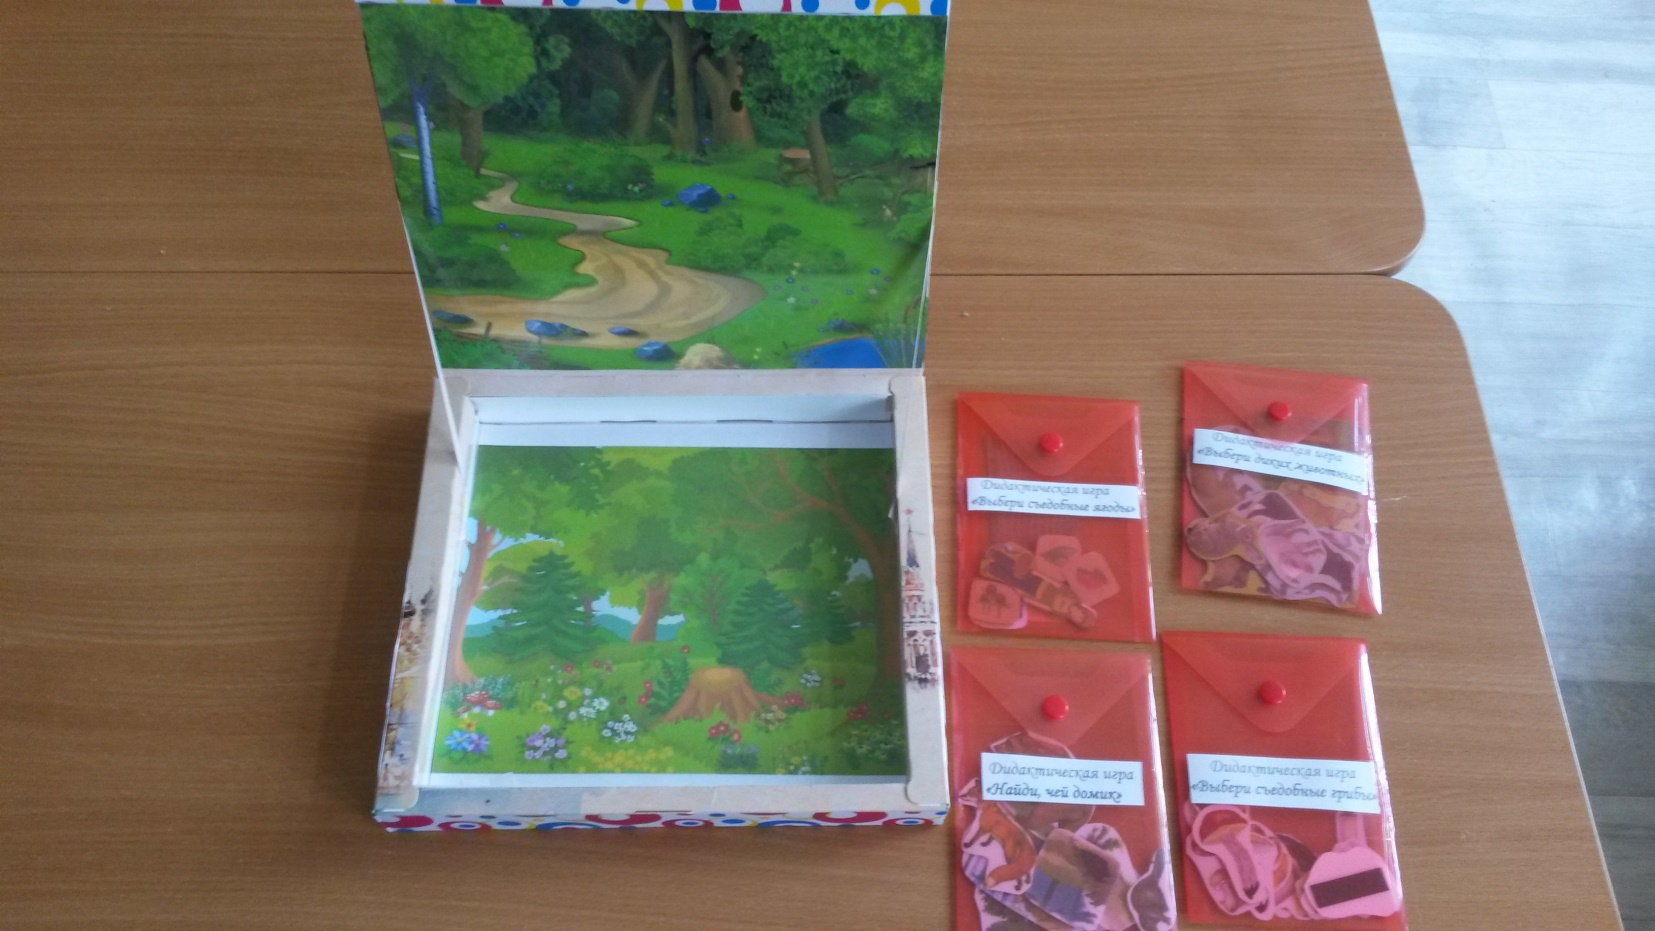 Дидактическая игра
«Выбери съедобные ягоды»
Дидактическая игра
«Выбери диких животных»
Дидактическая игра
«Найди, чей домик»
Дидактическая игра
«Выбери съедобные грибы»